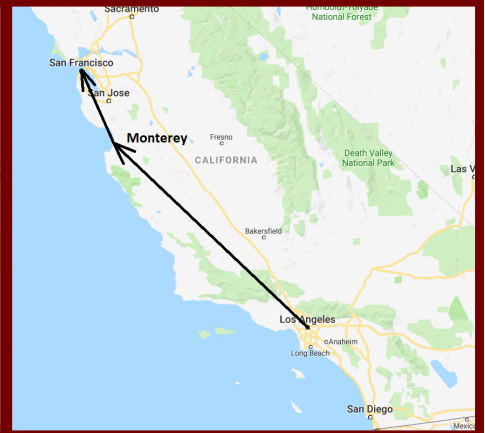 Sacramento
Humboldt-Toiyabe
National Forest
San Francisco
San Jose
Monterey
Fresno
CALIFORNIA
Death Valley
National Park
Las V
Bakersfield
Los Angeles
Anaheim
Long Beach
San Diego
Mexica